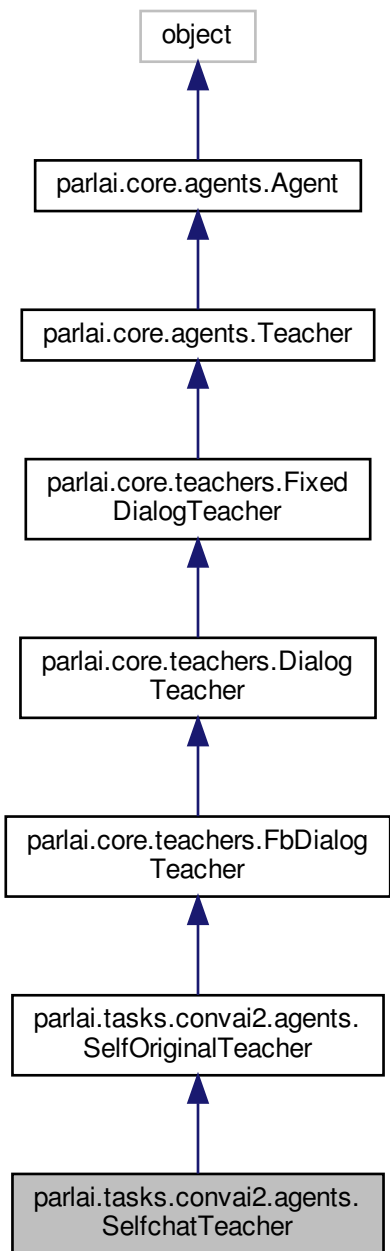 object
parlai.core.agents.Agent
parlai.core.agents.Teacher
parlai.core.teachers.Fixed
DialogTeacher
parlai.core.teachers.Dialog
Teacher
parlai.core.teachers.FbDialog
Teacher
parlai.tasks.convai2.agents.
SelfOriginalTeacher
parlai.tasks.convai2.agents.
SelfchatTeacher